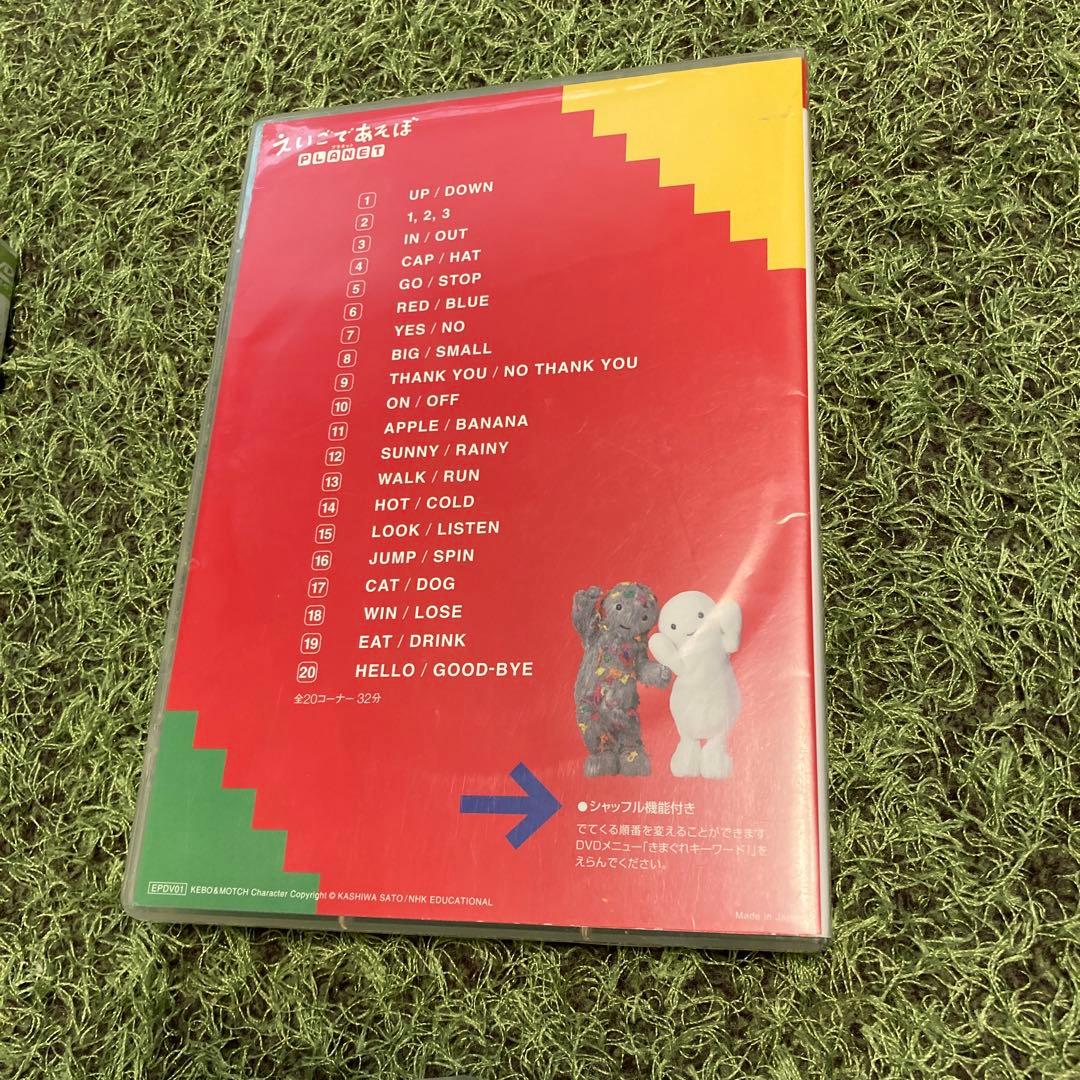 えいごであそぼ
プラネット
PLANET
1 UP / DOWN
2 1, 2, 3
3 IN / OUT
4 CAP / HAT
5 GO / STOP
6 RED / BLUE
7 YES / NO
8 BIG / SMALL
9 THANK YOU / NO THANK YOU
10 ON / OFF
11 APPLE / BANANA
12 SUNNY / RAINY
13 WALK / RUN
14 HOT / COLD
15 LOOK / LISTEN
16 JUMP / SPIN
17 CAT / DOG
18 WIN / LOSE
19 EAT / DRINK
20 HELLO / GOOD-BYE
全20コーナー 32分
●シャッフル機能付き
でてくる順番を変えることができます。
DVDメニュー「きまぐれキーワード!」を
えらんでください。
EPDV01 KEBO&MOTCH Character Copyright © KASHIWA SATO/NHK EDUCATIONAL
Made in